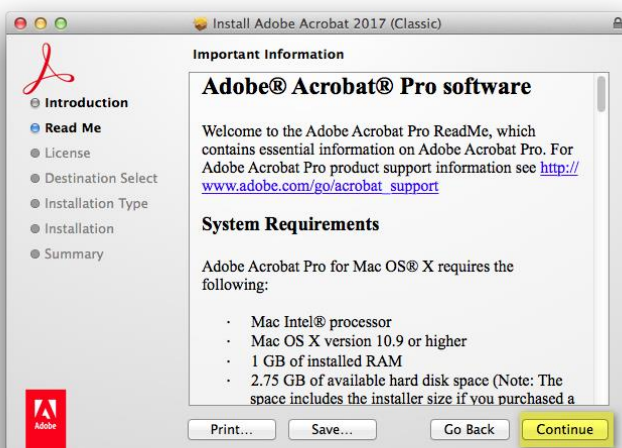 Install Adobe Acrobat 2017 (Classic)
Important Information
Introduction
Read Me
License
Destination Select
Installation Type
Installation
Summary
Adobe® Acrobat® Pro software
Welcome to the Adobe Acrobat Pro ReadMe, which
contains essential information on Adobe Acrobat Pro. For
Adobe Acrobat Pro product support information see http://
www.adobe.com/go/acrobat_support
System Requirements
Adobe Acrobat Pro for Mac OS® X requires the
following:
· Mac Intel® processor
· Mac OS X version 10.9 or higher
· 1 GB of installed RAM
· 2.75 GB of available hard disk space (Note: The
space includes the installer size if you purchased a
Adobe
Print...
Save...
Go Back
Continue